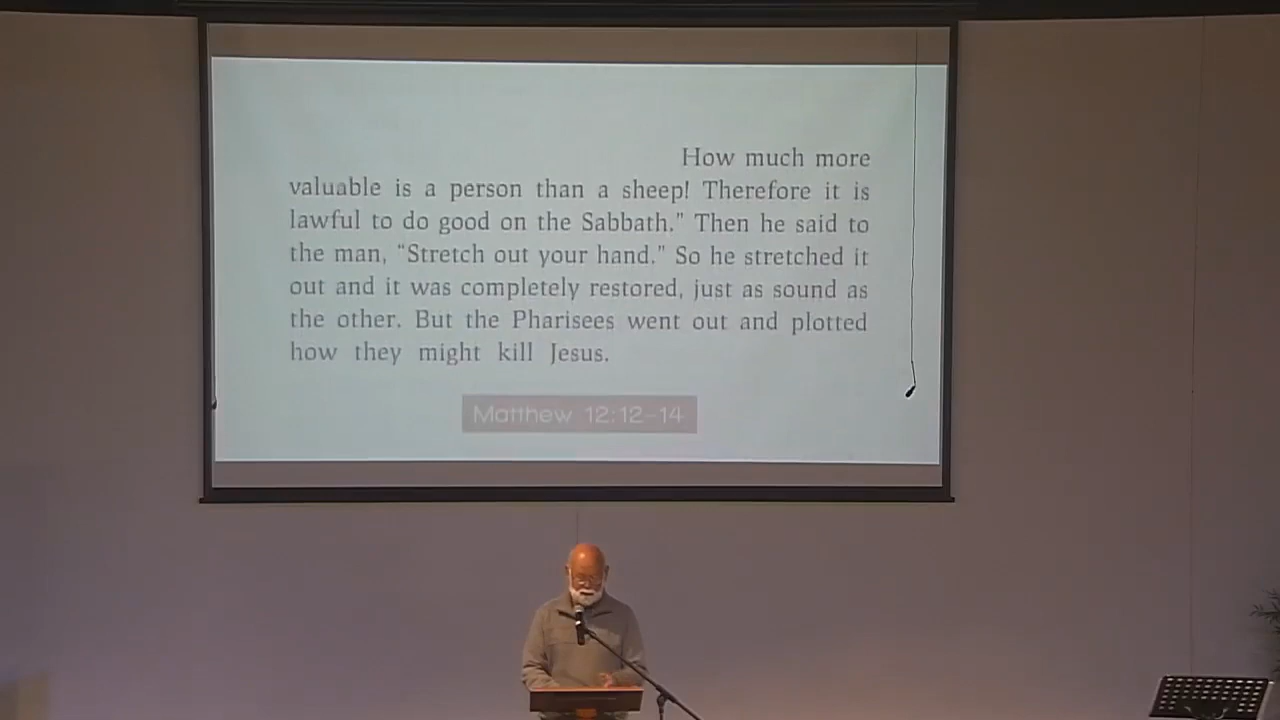 How much more
valuable is a person than a sheep! Therefore it is
lawful to do good on the Sabbath.” Then he said to
the man, “Stretch out your hand.” So he stretched it
out and it was completely restored, just as sound as
the other. But the Pharisees went out and plotted
how they might kill Jesus.
Matthew 12:12-14